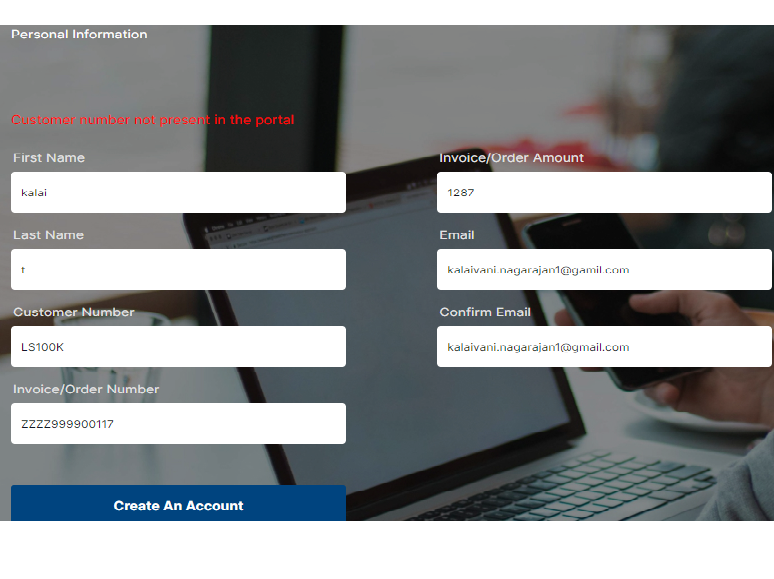 Personal Information
Customer number not present in the portal
First Name
kalai
Last Name
t
Customer Number
LS100K
Invoice/Order Number
ZZZZ999900117
Create An Account
Invoice/Order Amount
1287
Email
kalaivani.nagarajan1@gamil.com
Confirm Email
kalaivani.nagarajan1@gmail.com